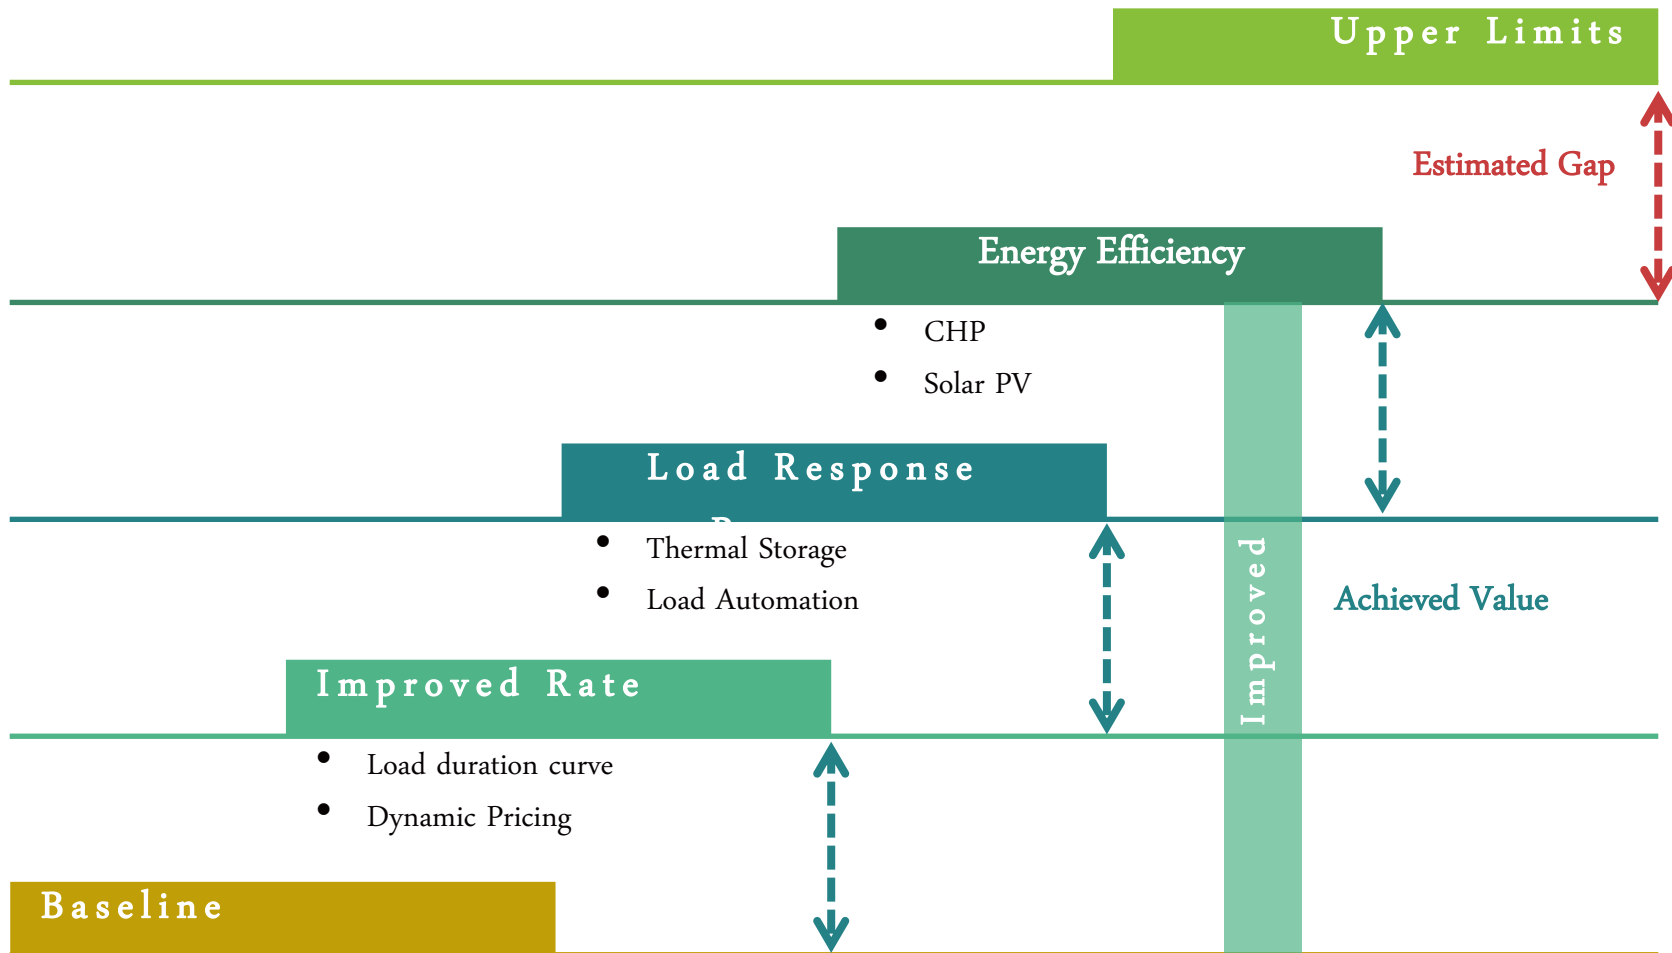 Upper Limits
Estimated Gap
Energy Efficiency
• CHP
• Solar PV
Load Response
• Thermal Storage
• Load Automation
Improved
Achieved Value
Improved Rate
• Load duration curve
• Dynamic Pricing
Baseline